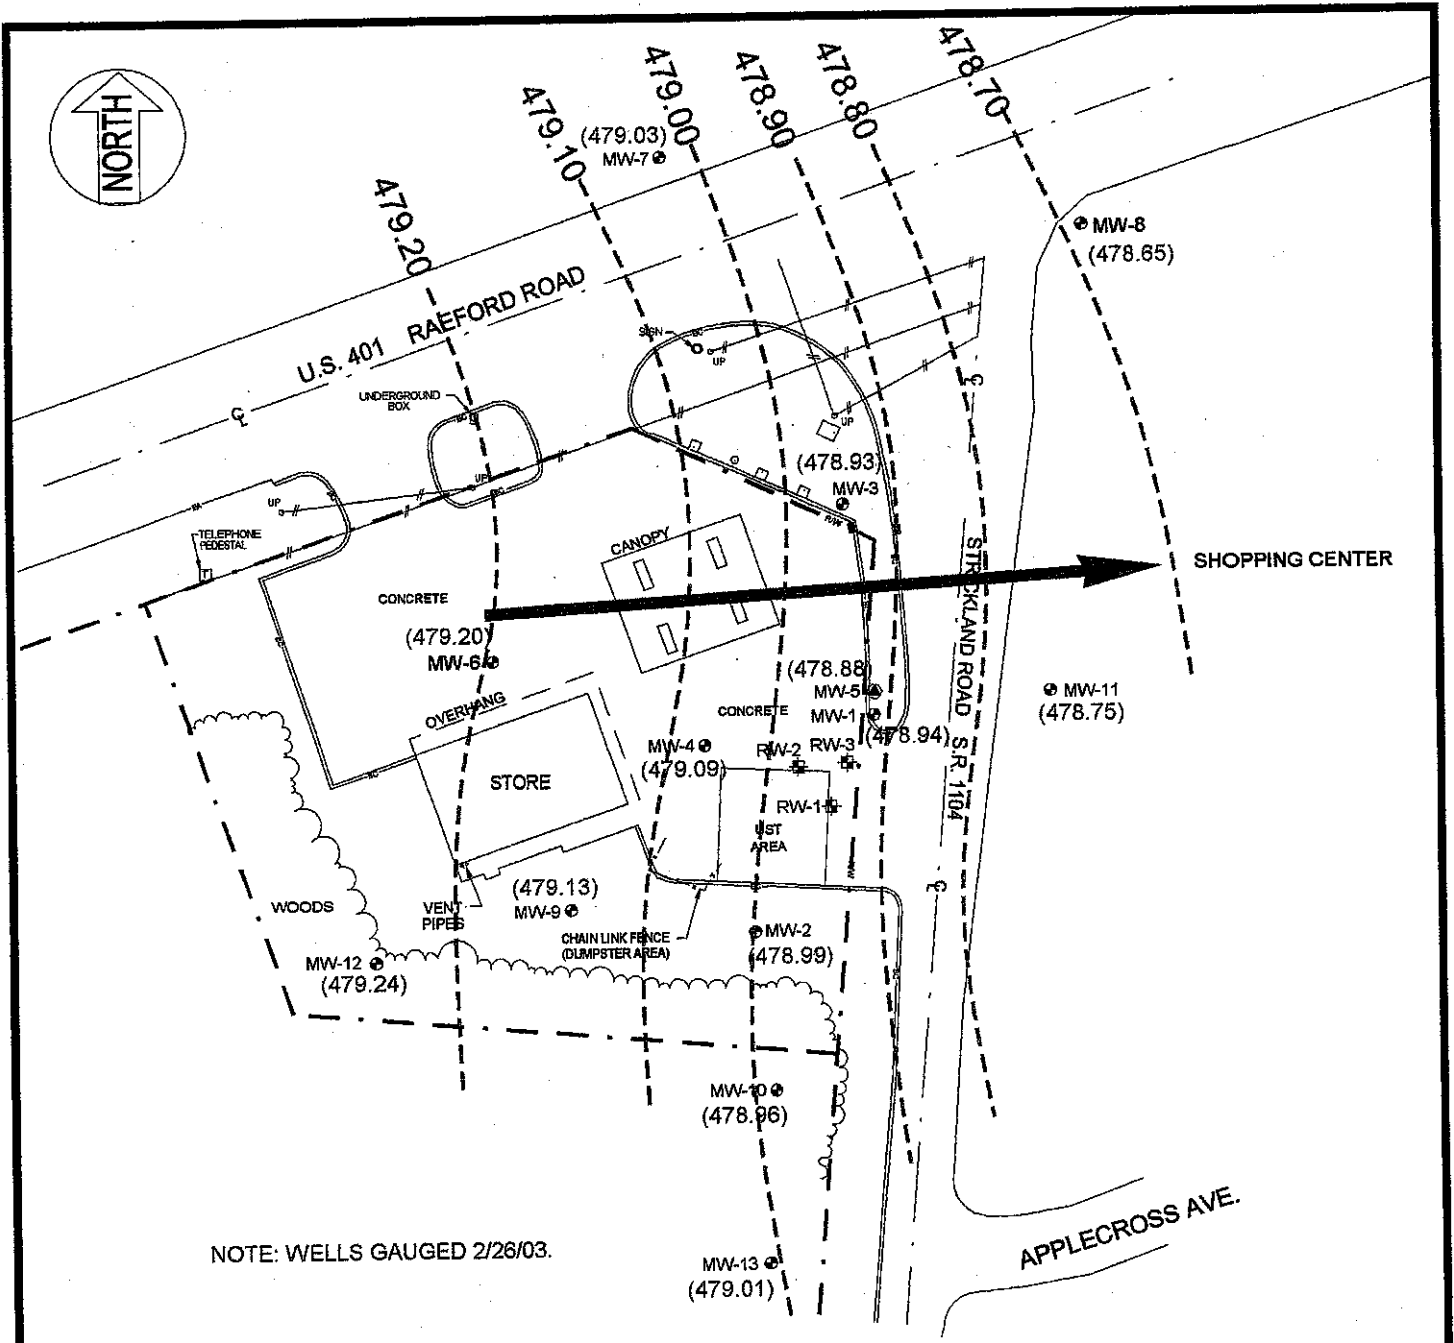 NORTH
479.20
479.10
479.00
478.90
478.80
478.70
(479.03)
MW-7
MW-8
(478.65)
U.S. 401 RAEFORD ROAD
SIGN
UP
UNDERGROUND
BOX
UP
UP
UP
TELEPHONE
PEDESTAL
T
(478.93)
MW-3
R/W
CANOPY
CONCRETE
SHOPPING CENTER
STRICKLAND ROAD S.R. 1104
(479.20)
MW-6
(478.88)
MW-5
MW-1
(478.94)
MW-11
(478.75)
OVERHANG
CONCRETE
MW-4
(479.09)
RW-2
RW-3
RW-1
STORE
UST
AREA
WOODS
VENT
PIPES
(479.13)
MW-9
CHAIN LINK FENCE
(DUMPSTER AREA)
MW-2
(478.99)
MW-12
(479.24)
MW-10
(478.96)
MW-13
(479.01)
NOTE: WELLS GAUGED 2/26/03.
APPLECROSS AVE.